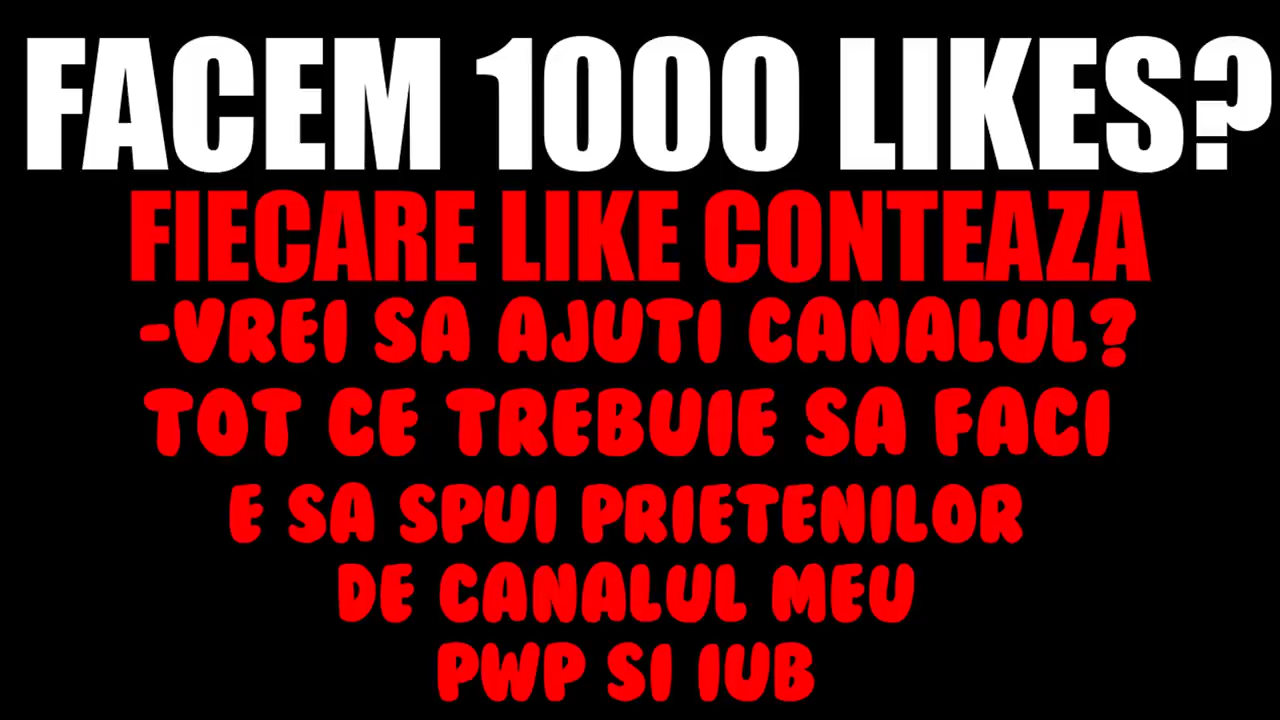 FACEM 1000 LIKES?
FIECARE LIKE CONTEAZA
-VREI SA AJUTI CANALUL?
TOT CE TREBUIE SA FACI
E SA SPUI PRIETENILOR
DE CANALUL MEU
PWP SI IUB